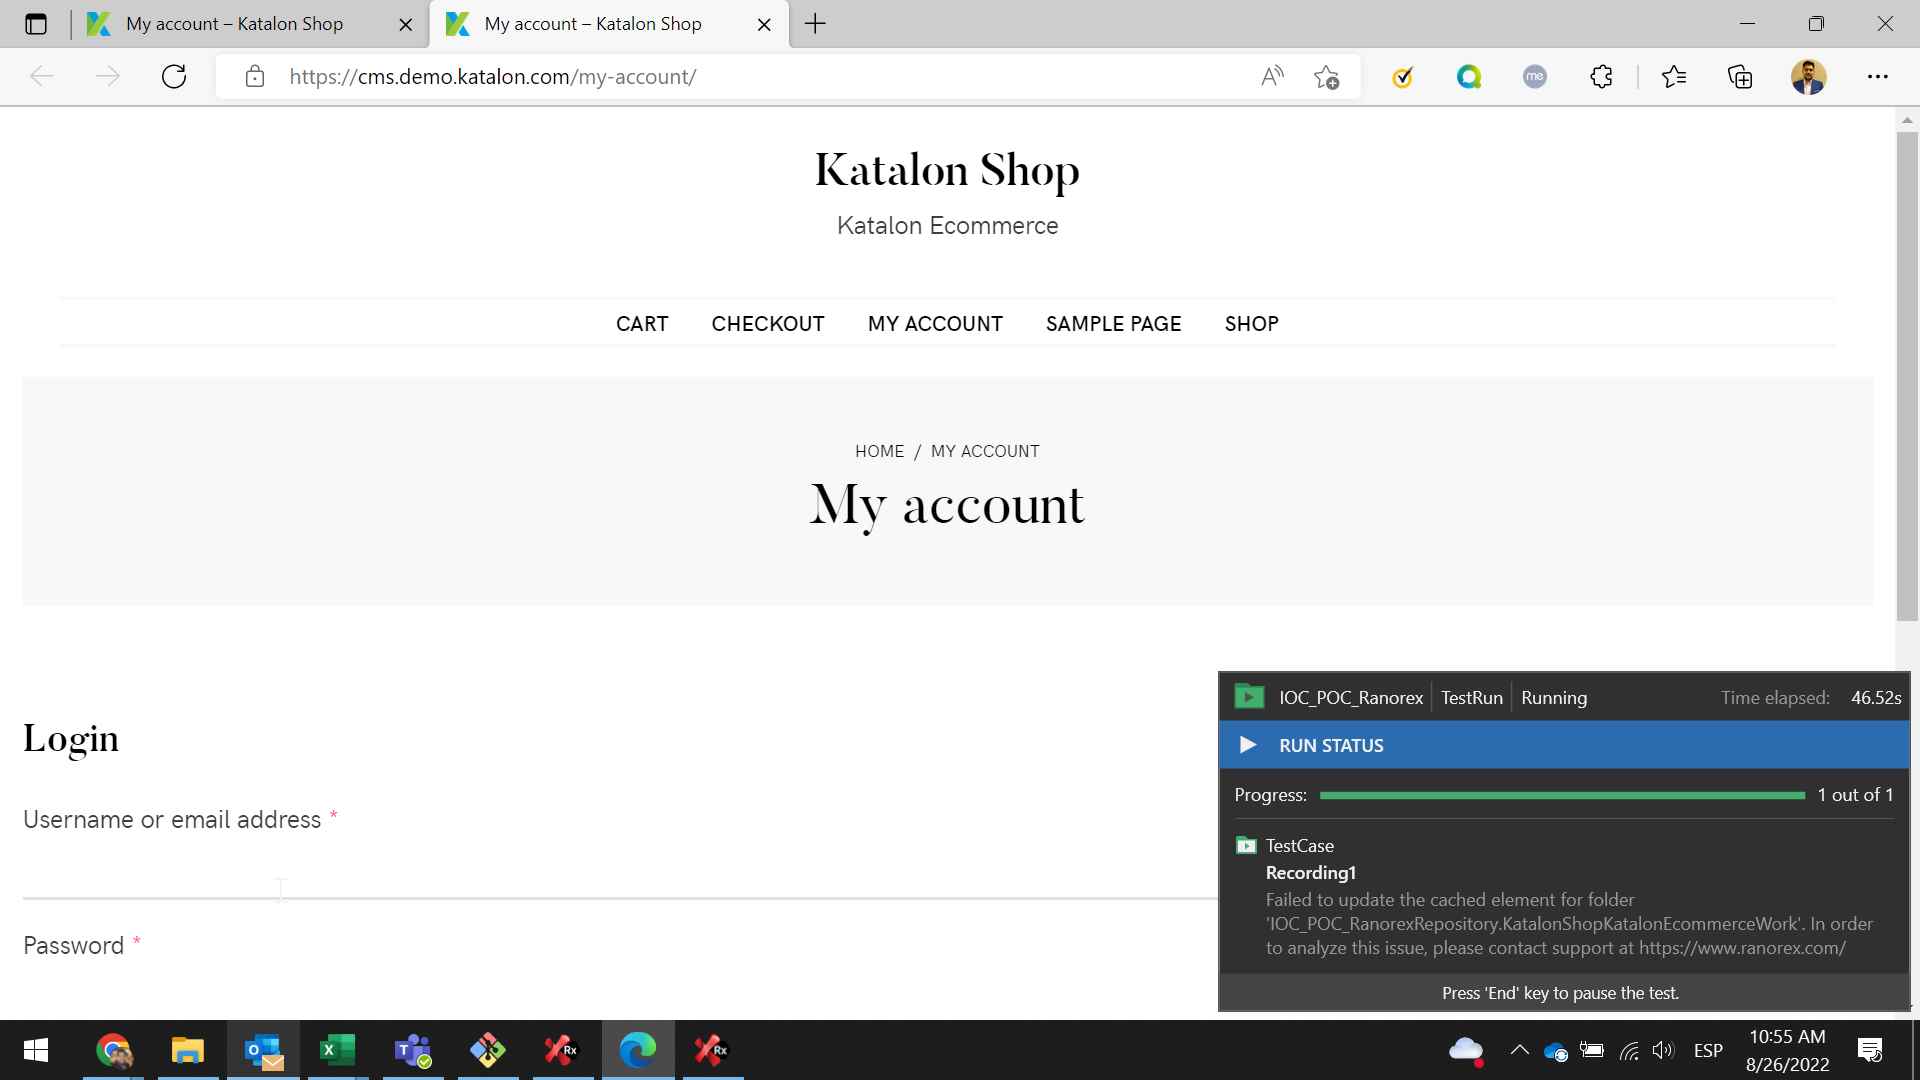 My account – Katalon Shop
My account – Katalon Shop
https://cms.demo.katalon.com/my-account/
me
Katalon Shop
Katalon Ecommerce
CART CHECKOUT MY ACCOUNT SAMPLE PAGE SHOP
HOME / MY ACCOUNT
My account
Login
Username or email address *
Password *
IOC_POC_Ranorex TestRun Running Time elapsed: 46.52s
RUN STATUS
Progress: 1 out of 1
TestCase
Recording1
Failed to update the cached element for folder
'IOC_POC_RanorexRepository.KatalonShopKatalonEcommerceWork'. In order
to analyze this issue, please contact support at https://www.ranorex.com/
Press 'End' key to pause the test.
Rx
Rx
ESP
10:55 AM
8/26/2022